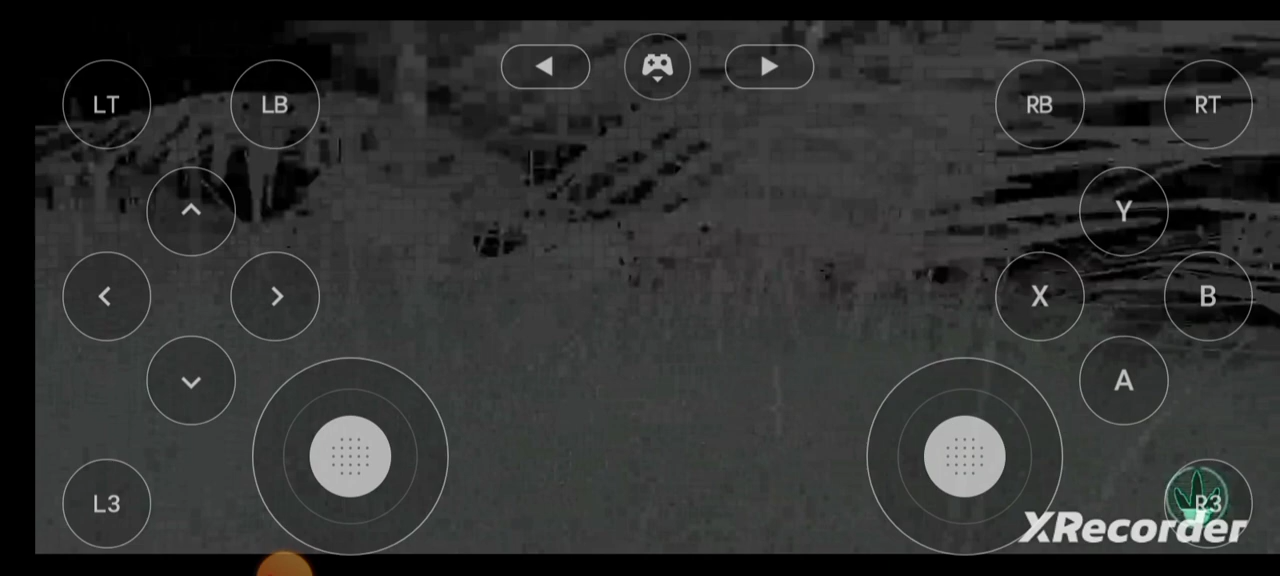 LT LB RB RT
Y
X B
A
L3 R3
XRecorder